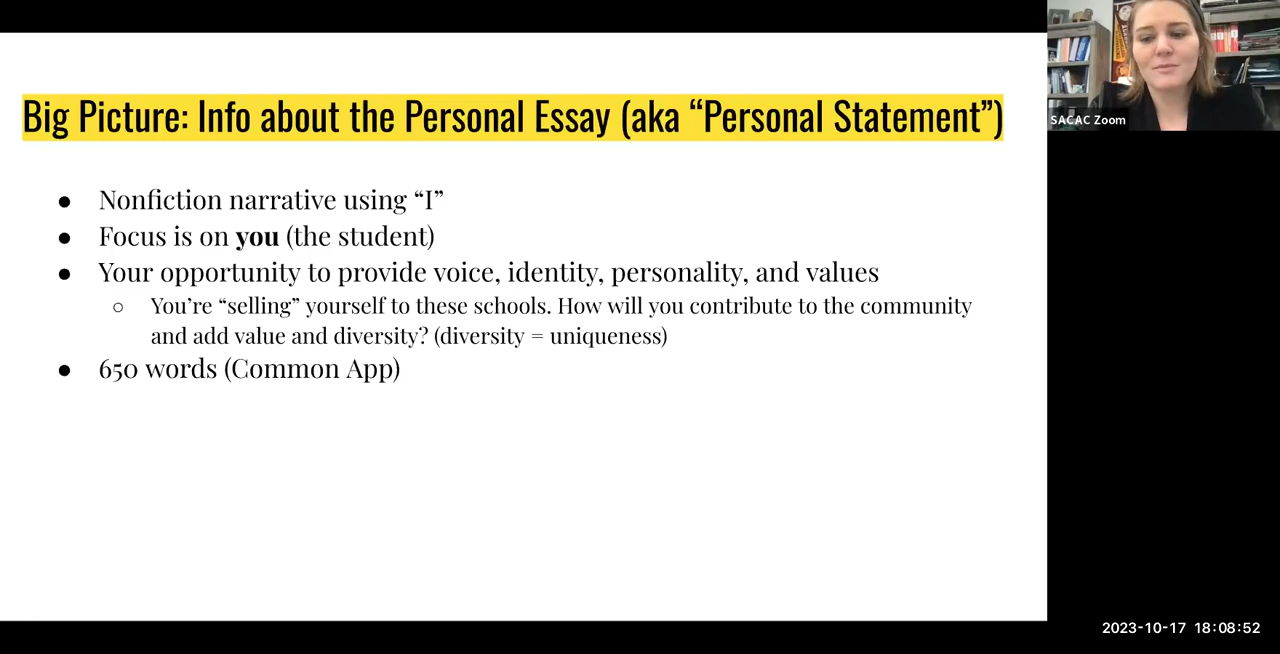 Big Picture: Info about the Personal Essay (aka “Personal Statement”)
● Nonfiction narrative using “I”
● Focus is on you (the student)
● Your opportunity to provide voice, identity, personality, and values
○ You’re “selling” yourself to these schools. How will you contribute to the community
and add value and diversity? (diversity = uniqueness)
● 650 words (Common App)
SACAC Zoom
2023-10-17 18:08:52